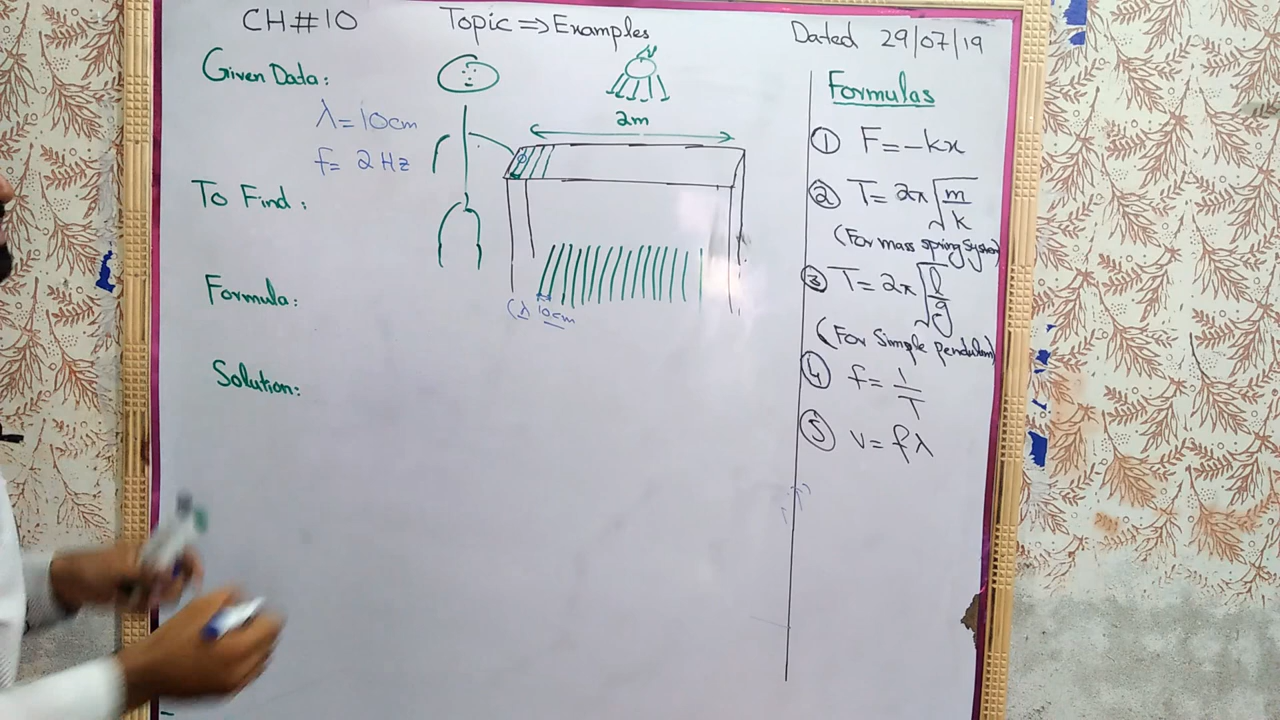 CH#10
Topic ⇒ Examples
Dated 29/07/19
Given Data:
λ = 10cm
f = 2 Hz
To Find :
Formula:
Solution:
2m
(λ 10cm
Formulas
① F = -kx
② T = 2π√(m/k)
(For mass spring System)
③ T = 2π√(l/g)
(For Simple pendulam)
④ f = 1/T
⑤ v = fλ